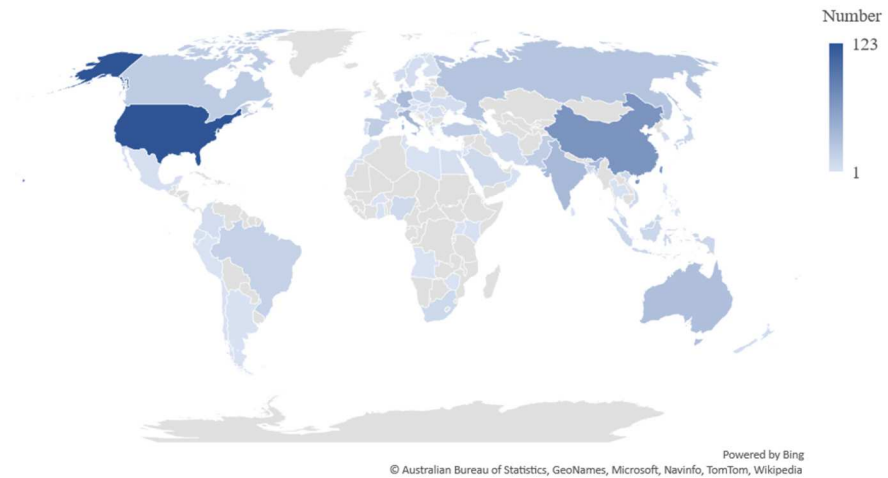 Number
123
1
Powered by Bing
© Australian Bureau of Statistics, GeoNames, Microsoft, Navinfo, TomTom, Wikipedia